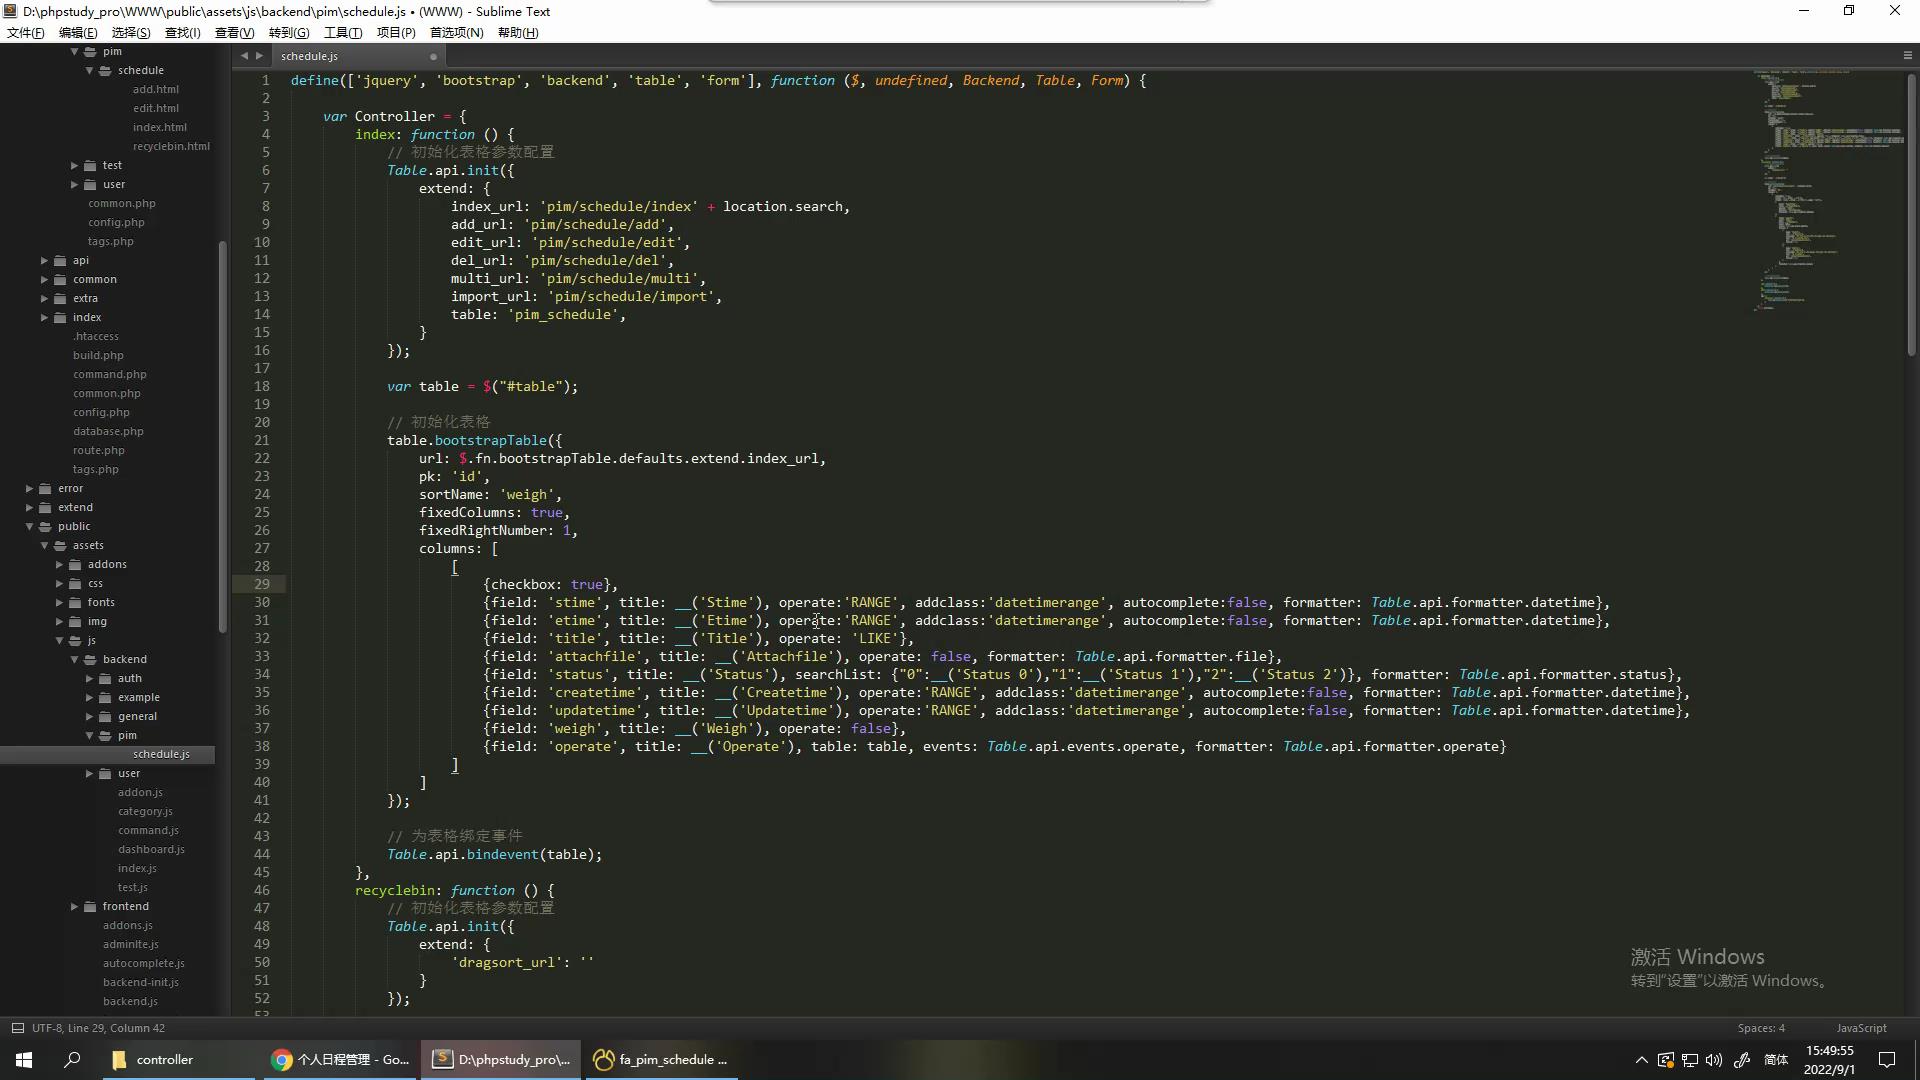 D:\phpstudy_pro\WWW\public\assets\js\backend\pim\schedule.js • (WWW) - Sublime Text
文件(F) 编辑(E) 选择(S) 查找(I) 查看(V) 转到(G) 工具(T) 项目(P) 首选项(N) 帮助(H)
pim
schedule
add.html
edit.html
index.html
recyclebin.html
test
user
common.php
config.php
tags.php
api
common
extra
index
.htaccess
build.php
command.php
common.php
config.php
database.php
route.php
tags.php
error
extend
public
assets
addons
css
fonts
img
js
backend
auth
example
general
pim
schedule.js
user
addon.js
category.js
command.js
dashboard.js
index.js
test.js
frontend
addons.js
adminlte.js
autocomplete.js
backend-init.js
backend.js
schedule.js
1 define(['jquery', 'bootstrap', 'backend', 'table', 'form'], function ($, undefined, Backend, Table, Form) {
2
3 var Controller = {
4 index: function () {
5 // 初始化表格参数配置
6 Table.api.init({
7 extend: {
8 index_url: 'pim/schedule/index' + location.search,
9 add_url: 'pim/schedule/add',
10 edit_url: 'pim/schedule/edit',
11 del_url: 'pim/schedule/del',
12 multi_url: 'pim/schedule/multi',
13 import_url: 'pim/schedule/import',
14 table: 'pim_schedule',
15 }
16 });
17
18 var table = $("#table");
19
20 // 初始化表格
21 table.bootstrapTable({
22 url: $.fn.bootstrapTable.defaults.extend.index_url,
23 pk: 'id',
24 sortName: 'weigh',
25 fixedColumns: true,
26 fixedRightNumber: 1,
27 columns: [
28 [
29 {checkbox: true},
30 {field: 'stime', title: __('Stime'), operate:'RANGE', addclass:'datetimerange', autocomplete:false, formatter: Table.api.formatter.datetime},
31 {field: 'etime', title: __('Etime'), operate:'RANGE', addclass:'datetimerange', autocomplete:false, formatter: Table.api.formatter.datetime},
32 {field: 'title', title: __('Title'), operate: 'LIKE'},
33 {field: 'attachfile', title: __('Attachfile'), operate: false, formatter: Table.api.formatter.file},
34 {field: 'status', title: __('Status'), searchList: {"0":__('Status 0'),"1":__('Status 1'),"2":__('Status 2')}, formatter: Table.api.formatter.status},
35 {field: 'createtime', title: __('Createtime'), operate:'RANGE', addclass:'datetimerange', autocomplete:false, formatter: Table.api.formatter.datetime},
36 {field: 'updatetime', title: __('Updatetime'), operate:'RANGE', addclass:'datetimerange', autocomplete:false, formatter: Table.api.formatter.datetime},
37 {field: 'weigh', title: __('Weigh'), operate: false},
38 {field: 'operate', title: __('Operate'), table: table, events: Table.api.events.operate, formatter: Table.api.formatter.operate}
39 ]
40 ]
41 });
42
43 // 为表格绑定事件
44 Table.api.bindevent(table);
45 },
46 recyclebin: function () {
47 // 初始化表格参数配置
48 Table.api.init({
49 extend: {
50 'dragsort_url': ''
51 }
52 });
53
激活 Windows
转到"设置"以激活 Windows。
UTF-8, Line 29, Column 42
Spaces: 4 JavaScript
controller
个人日程管理 - Go...
D:\phpstudy_pro\...
fa_pim_schedule ...
简体
15:49:55
2022/9/1